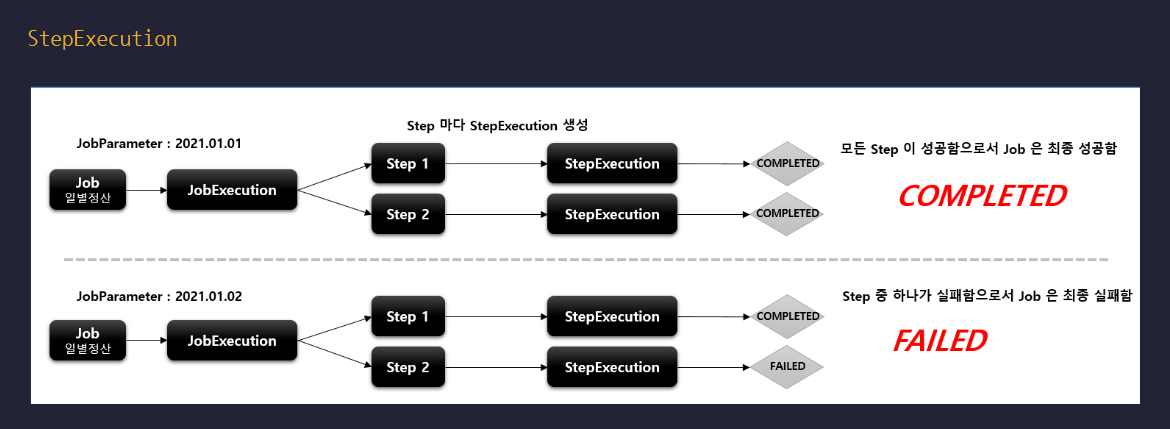 StepExecution
Step 마다 StepExecution 생성
JobParameter : 2021.01.01
모든 Step 이 성공함으로서 Job 은 최종 성공함
Job
일별정산
JobExecution
Step 1
StepExecution
COMPLETED
Step 2
StepExecution
COMPLETED
COMPLETED
JobParameter : 2021.01.02
Step 중 하나가 실패함으로서 Job 은 최종 실패함
Job
일별정산
JobExecution
Step 1
StepExecution
COMPLETED
Step 2
StepExecution
FAILED
FAILED